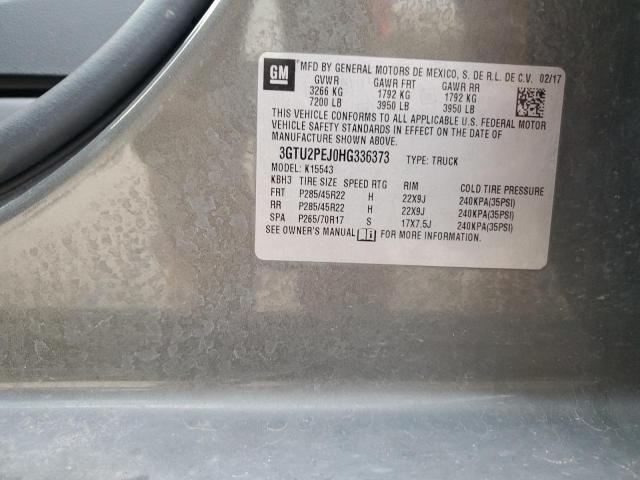 GM
MFD BY GENERAL MOTORS DE MEXICO, S. DE R.L. DE C.V. 02/17
GVWR GAWR FRT GAWR RR
3266 KG 1792 KG 1792 KG
7200 LB 3950 LB 3950 LB
THIS VEHICLE CONFORMS TO ALL APPLICABLE U.S. FEDERAL MOTOR
VEHICLE SAFETY STANDARDS IN EFFECT ON THE DATE OF
MANUFACTURE SHOWN ABOVE.
3GTU2PEJ0HG336373 TYPE: TRUCK
MODEL: K15543
KBH3 TIRE SIZE SPEED RTG RIM COLD TIRE PRESSURE
FRT P285/45R22 H 22X9J 240KPA(35PSI)
RR P285/45R22 H 22X9J 240KPA(35PSI)
SPA P265/70R17 S 17X7.5J 240KPA(35PSI)
SEE OWNER'S MANUAL FOR MORE INFORMATION.